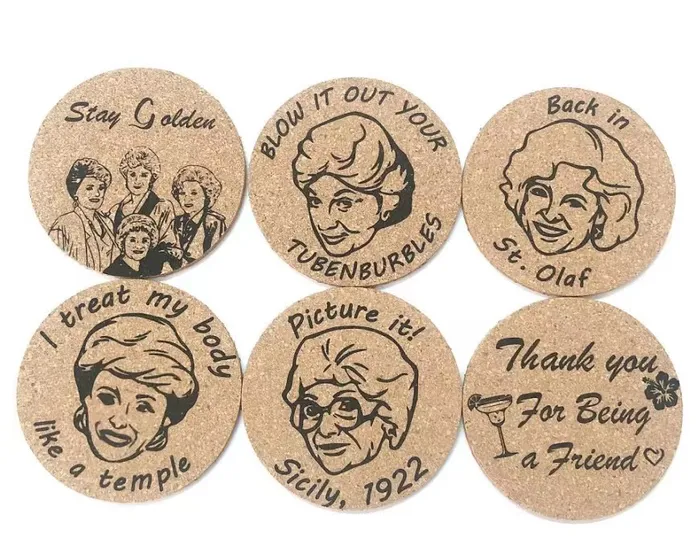 Stay Golden
BLOW IT OUT YOUR
TUBENBURBLES
Back in
St. Olaf
I treat my body
like a temple
Picture it!
Sicily, 1922
Thank you
For Being
a Friend